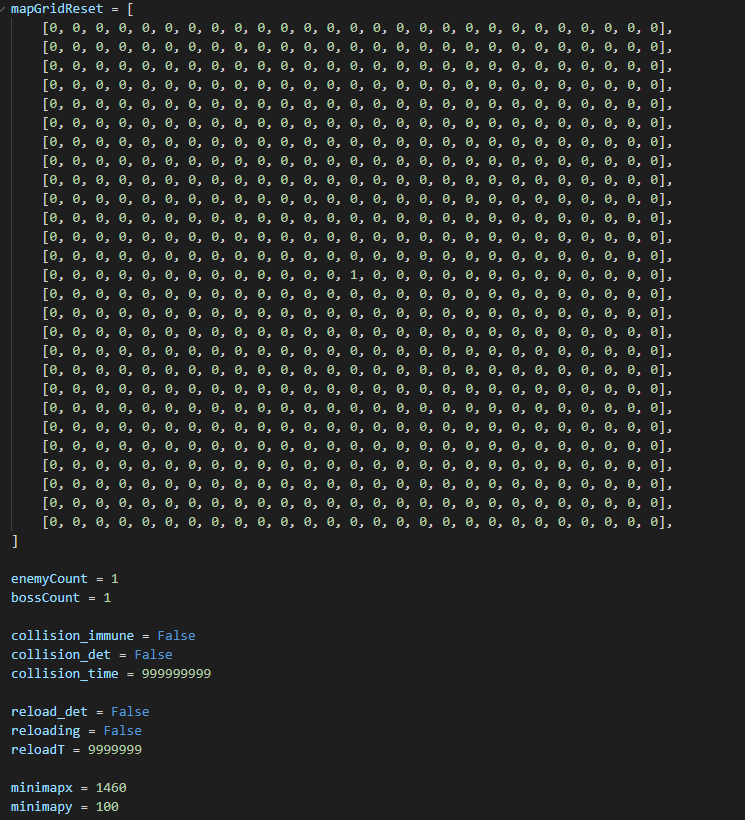 mapGridReset = [
[0, 0, 0, 0, 0, 0, 0, 0, 0, 0, 0, 0, 0, 0, 0, 0, 0, 0, 0, 0, 0, 0, 0, 0, 0, 0, 0],
[0, 0, 0, 0, 0, 0, 0, 0, 0, 0, 0, 0, 0, 0, 0, 0, 0, 0, 0, 0, 0, 0, 0, 0, 0, 0, 0],
[0, 0, 0, 0, 0, 0, 0, 0, 0, 0, 0, 0, 0, 0, 0, 0, 0, 0, 0, 0, 0, 0, 0, 0, 0, 0, 0],
[0, 0, 0, 0, 0, 0, 0, 0, 0, 0, 0, 0, 0, 0, 0, 0, 0, 0, 0, 0, 0, 0, 0, 0, 0, 0, 0],
[0, 0, 0, 0, 0, 0, 0, 0, 0, 0, 0, 0, 0, 0, 0, 0, 0, 0, 0, 0, 0, 0, 0, 0, 0, 0, 0],
[0, 0, 0, 0, 0, 0, 0, 0, 0, 0, 0, 0, 0, 0, 0, 0, 0, 0, 0, 0, 0, 0, 0, 0, 0, 0, 0],
[0, 0, 0, 0, 0, 0, 0, 0, 0, 0, 0, 0, 0, 0, 0, 0, 0, 0, 0, 0, 0, 0, 0, 0, 0, 0, 0],
[0, 0, 0, 0, 0, 0, 0, 0, 0, 0, 0, 0, 0, 0, 0, 0, 0, 0, 0, 0, 0, 0, 0, 0, 0, 0, 0],
[0, 0, 0, 0, 0, 0, 0, 0, 0, 0, 0, 0, 0, 0, 0, 0, 0, 0, 0, 0, 0, 0, 0, 0, 0, 0, 0],
[0, 0, 0, 0, 0, 0, 0, 0, 0, 0, 0, 0, 0, 0, 0, 0, 0, 0, 0, 0, 0, 0, 0, 0, 0, 0, 0],
[0, 0, 0, 0, 0, 0, 0, 0, 0, 0, 0, 0, 0, 0, 0, 0, 0, 0, 0, 0, 0, 0, 0, 0, 0, 0, 0],
[0, 0, 0, 0, 0, 0, 0, 0, 0, 0, 0, 0, 0, 0, 0, 0, 0, 0, 0, 0, 0, 0, 0, 0, 0, 0, 0],
[0, 0, 0, 0, 0, 0, 0, 0, 0, 0, 0, 0, 0, 0, 0, 0, 0, 0, 0, 0, 0, 0, 0, 0, 0, 0, 0],
[0, 0, 0, 0, 0, 0, 0, 0, 0, 0, 0, 0, 0, 1, 0, 0, 0, 0, 0, 0, 0, 0, 0, 0, 0, 0, 0],
[0, 0, 0, 0, 0, 0, 0, 0, 0, 0, 0, 0, 0, 0, 0, 0, 0, 0, 0, 0, 0, 0, 0, 0, 0, 0, 0],
[0, 0, 0, 0, 0, 0, 0, 0, 0, 0, 0, 0, 0, 0, 0, 0, 0, 0, 0, 0, 0, 0, 0, 0, 0, 0, 0],
[0, 0, 0, 0, 0, 0, 0, 0, 0, 0, 0, 0, 0, 0, 0, 0, 0, 0, 0, 0, 0, 0, 0, 0, 0, 0, 0],
[0, 0, 0, 0, 0, 0, 0, 0, 0, 0, 0, 0, 0, 0, 0, 0, 0, 0, 0, 0, 0, 0, 0, 0, 0, 0, 0],
[0, 0, 0, 0, 0, 0, 0, 0, 0, 0, 0, 0, 0, 0, 0, 0, 0, 0, 0, 0, 0, 0, 0, 0, 0, 0, 0],
[0, 0, 0, 0, 0, 0, 0, 0, 0, 0, 0, 0, 0, 0, 0, 0, 0, 0, 0, 0, 0, 0, 0, 0, 0, 0, 0],
[0, 0, 0, 0, 0, 0, 0, 0, 0, 0, 0, 0, 0, 0, 0, 0, 0, 0, 0, 0, 0, 0, 0, 0, 0, 0, 0],
[0, 0, 0, 0, 0, 0, 0, 0, 0, 0, 0, 0, 0, 0, 0, 0, 0, 0, 0, 0, 0, 0, 0, 0, 0, 0, 0],
[0, 0, 0, 0, 0, 0, 0, 0, 0, 0, 0, 0, 0, 0, 0, 0, 0, 0, 0, 0, 0, 0, 0, 0, 0, 0, 0],
[0, 0, 0, 0, 0, 0, 0, 0, 0, 0, 0, 0, 0, 0, 0, 0, 0, 0, 0, 0, 0, 0, 0, 0, 0, 0, 0],
[0, 0, 0, 0, 0, 0, 0, 0, 0, 0, 0, 0, 0, 0, 0, 0, 0, 0, 0, 0, 0, 0, 0, 0, 0, 0, 0],
[0, 0, 0, 0, 0, 0, 0, 0, 0, 0, 0, 0, 0, 0, 0, 0, 0, 0, 0, 0, 0, 0, 0, 0, 0, 0, 0],
[0, 0, 0, 0, 0, 0, 0, 0, 0, 0, 0, 0, 0, 0, 0, 0, 0, 0, 0, 0, 0, 0, 0, 0, 0, 0, 0],
]
enemyCount = 1
bossCount = 1
collision_immune = False
collision_det = False
collision_time = 999999999
reload_det = False
reloading = False
reloadT = 9999999
minimapx = 1460
minimapy = 100